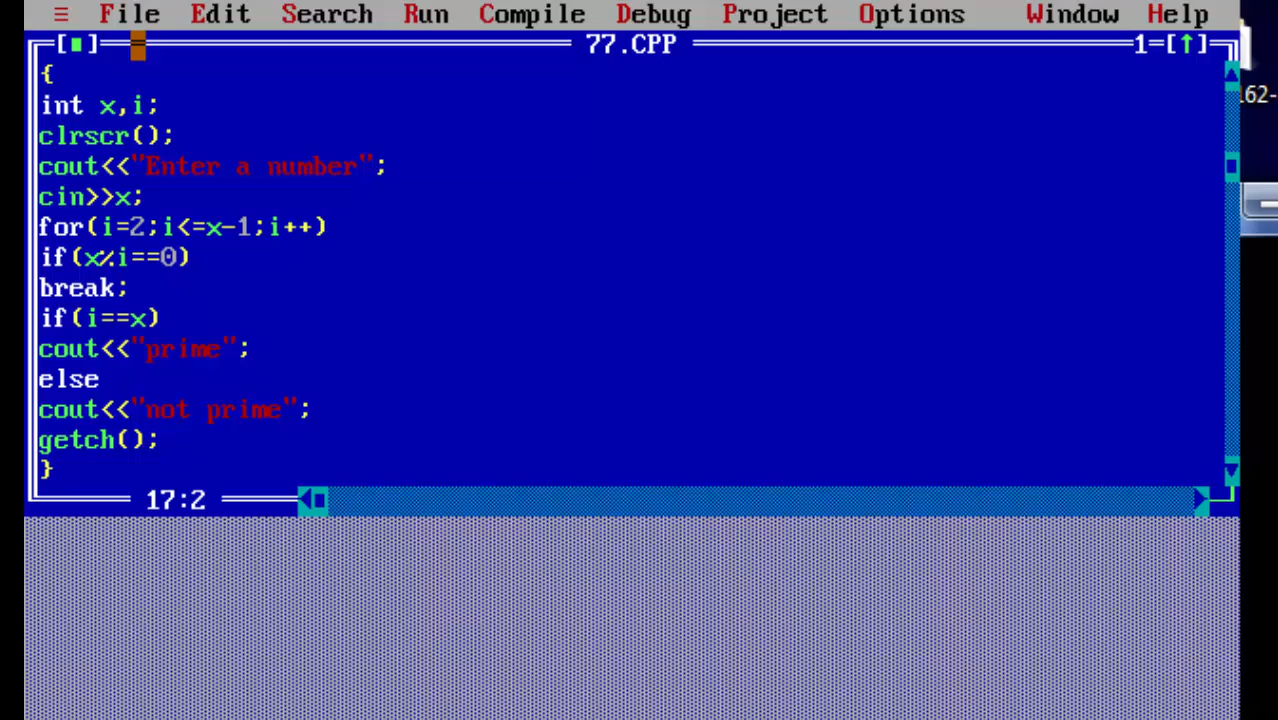 ≡ File Edit Search Run Compile Debug Project Options Window Help
[■] 77.CPP 1=[↑]
{
int x,i;
clrscr();
cout<<"Enter a number";
cin>>x;
for(i=2;i<=x-1;i++)
if(x%i==0)
break;
if(i==x)
cout<<"prime";
else
cout<<"not prime";
getch();
}
17:2
162-